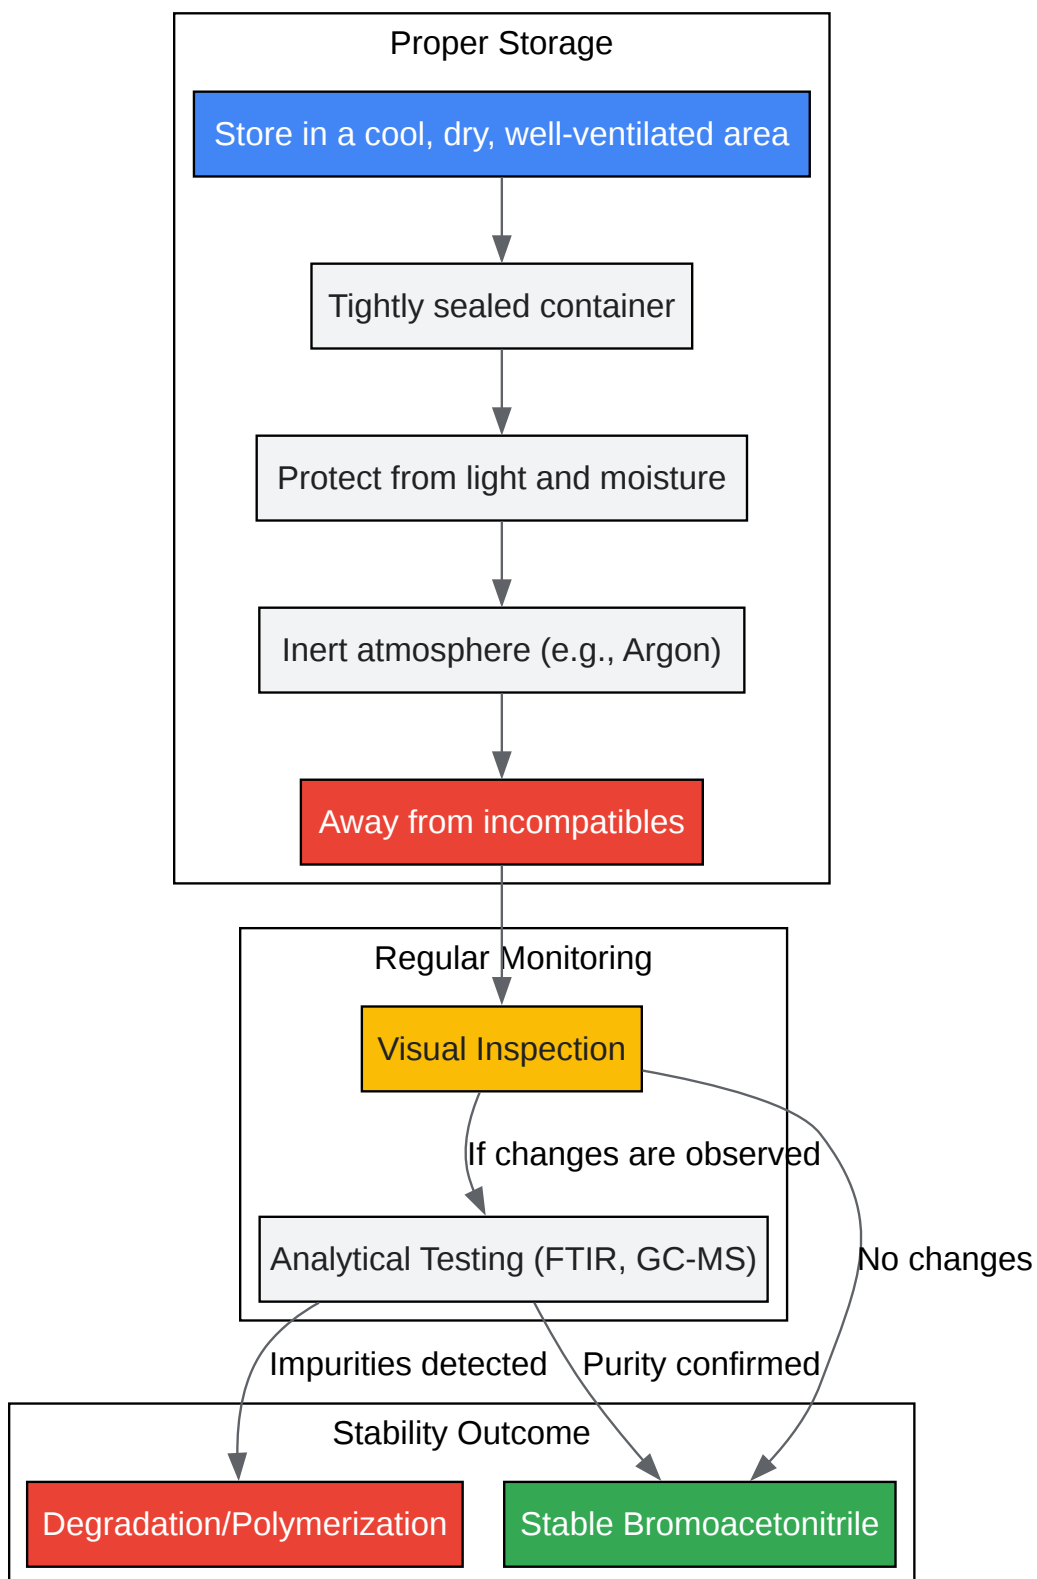 Proper Storage
Store in a cool, dry, well-ventilated area
Tightly sealed container
Protect from light and moisture
Inert atmosphere (e.g., Argon)
Away from incompatibles
Regular Monitoring
Visual Inspection
If changes are observed
Analytical Testing (FTIR, GC-MS)
No changes
Impurities detected
Purity confirmed
Stability Outcome
Degradation/Polymerization
Stable Bromoacetonitrile